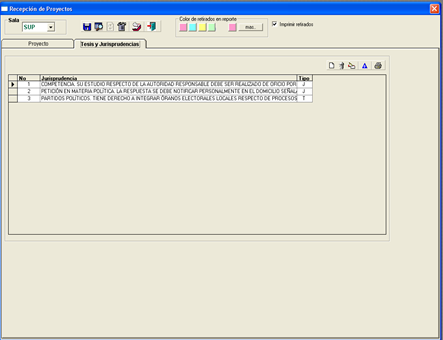 Recepción de Proyectos
Sala
SUP
Color de retirados en reporte
mas..
Imprimir retirados
Proyecto
Tesis y Jurisprudencias
No Jurisprudencia Tipo
1 COMPETENCIA. SU ESTUDIO RESPECTO DE LA AUTORIDAD RESPONSABLE DEBE SER REALIZADO DE OFICIO POR J
2 PETICIÓN EN MATERIA POLÍTICA. LA RESPUESTA SE DEBE NOTIFICAR PERSONALMENTE EN EL DOMICILIO SEÑALA J
3 PARTIDOS POLÍTICOS. TIENE DERECHO A INTEGRAR ÓRANOS ELECTORALES LOCALES RESPECTO DE PROCESOS T